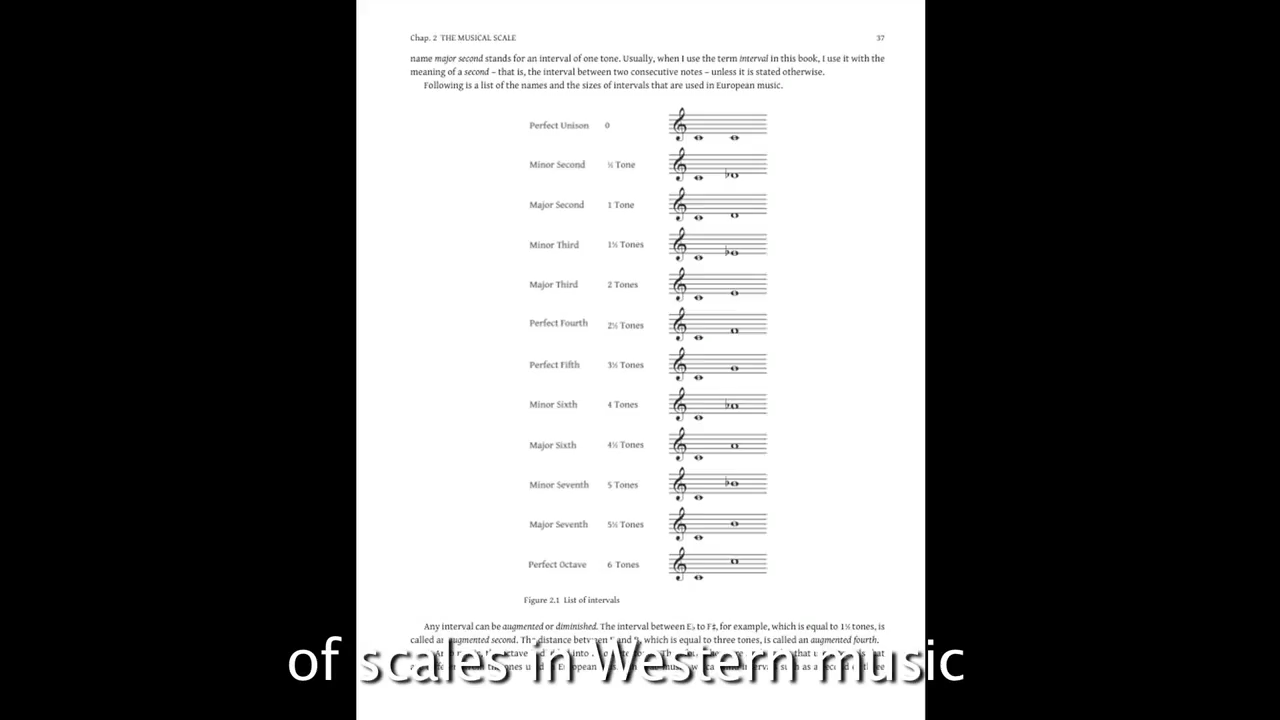 Chap. 2 THE MUSICAL SCALE 37
name major second stands for an interval of one tone. Usually, when I use the term interval in this book, I use it with the
meaning of a second – that is, the interval between two consecutive notes – unless it is stated otherwise.
Following is a list of the names and the sizes of intervals that are used in European music.
Perfect Unison 0
Minor Second ½ Tone
Major Second 1 Tone
Minor Third 1½ Tones
Major Third 2 Tones
Perfect Fourth 2½ Tones
Perfect Fifth 3½ Tones
Minor Sixth 4 Tones
Major Sixth 4½ Tones
Minor Seventh 5 Tones
Major Seventh 5½ Tones
Perfect Octave 6 Tones
Figure 2.1 List of intervals
Any interval can be augmented or diminished. The interval between E♭ to F♯, for example, which is equal to 1½ tones, is
called an augmented second. The distance between and which is equal to three tones, is called an augmented fourth.
of scales in Western music